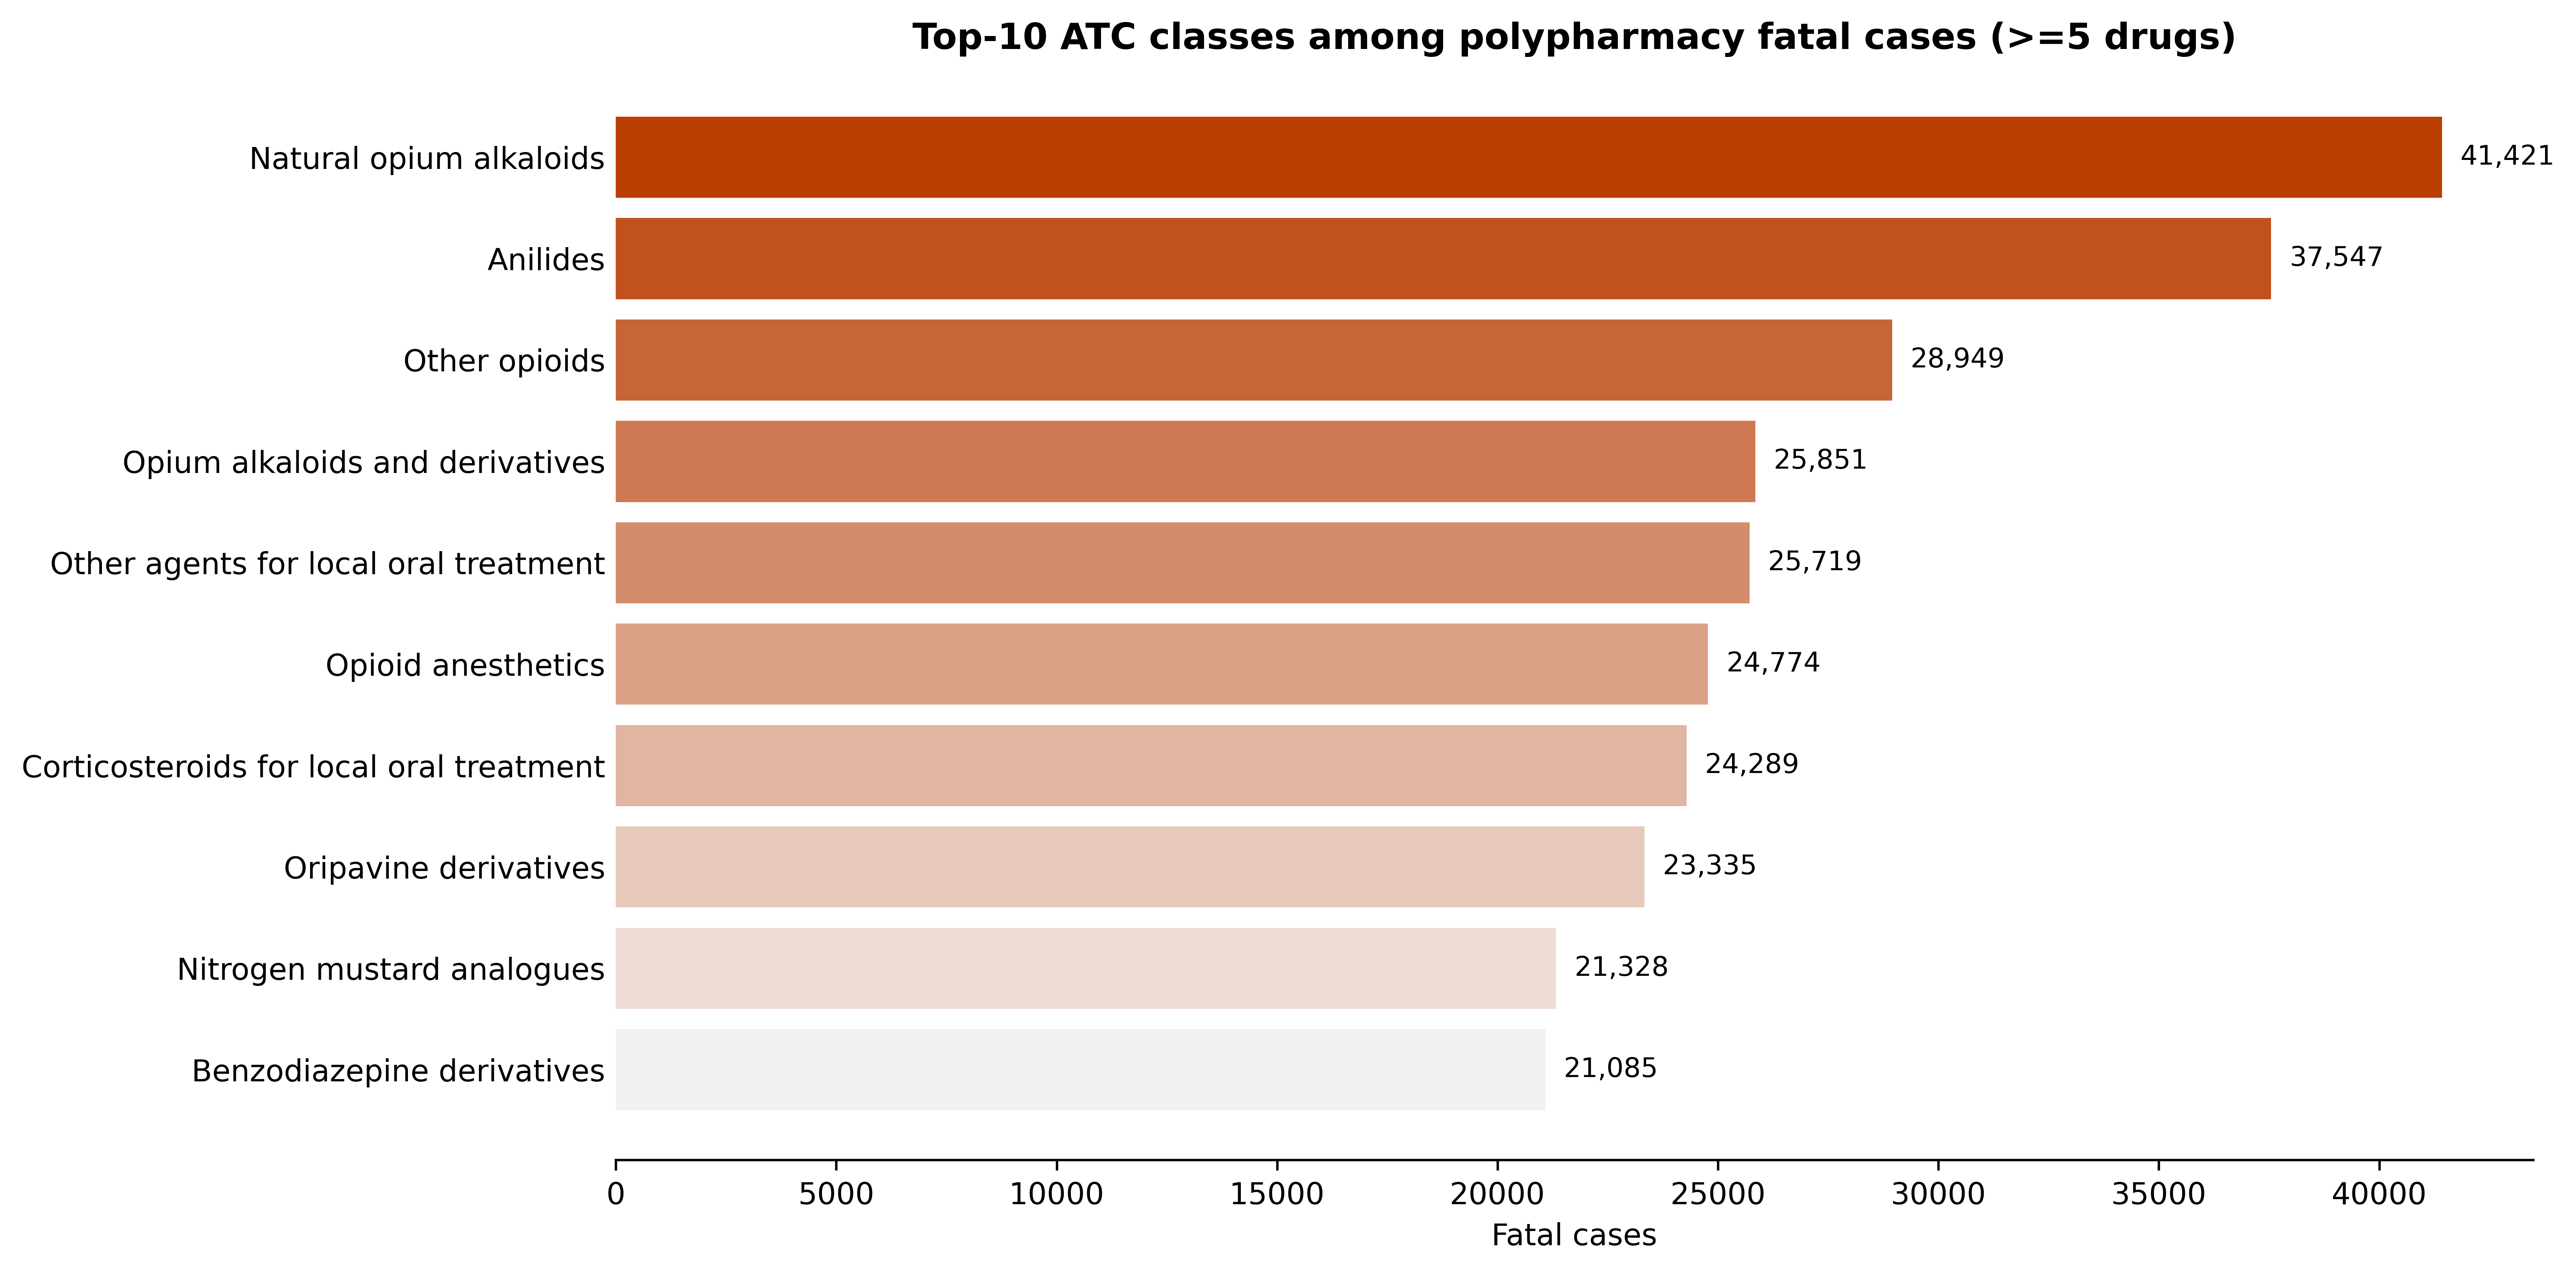 Top-10 ATC classes among polypharmacy fatal cases (>=5 drugs)
Natural opium alkaloids 41,421
Anilides 37,547
Other opioids 28,949
Opium alkaloids and derivatives 25,851
Other agents for local oral treatment 25,719
Opioid anesthetics 24,774
Corticosteroids for local oral treatment 24,289
Oripavine derivatives 23,335
Nitrogen mustard analogues 21,328
Benzodiazepine derivatives 21,085
0 5000 10000 15000 20000 25000 30000 35000 40000
Fatal cases